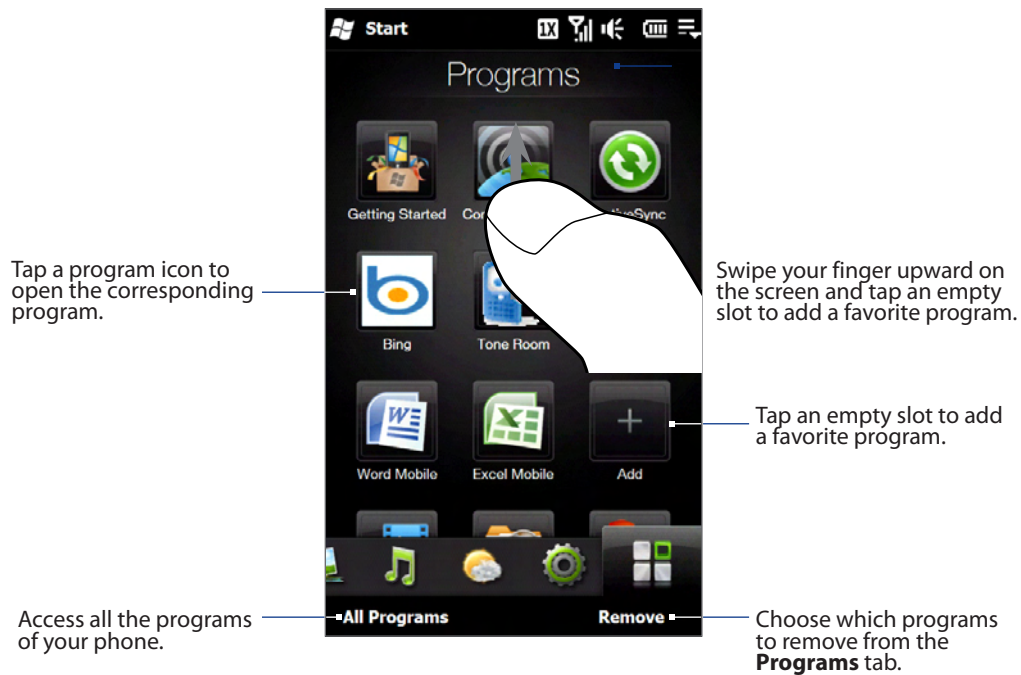 Start
1X
Programs
Getting Started
Tap a program icon to
open the corresponding
program.
Swipe your finger upward on
the screen and tap an empty
slot to add a favorite program.
Bing
Tone Room
Tap an empty slot to add
a favorite program.
Word Mobile
Excel Mobile
Add
Access all the programs
of your phone.
All Programs
Remove
Choose which programs
to remove from the
Programs tab.